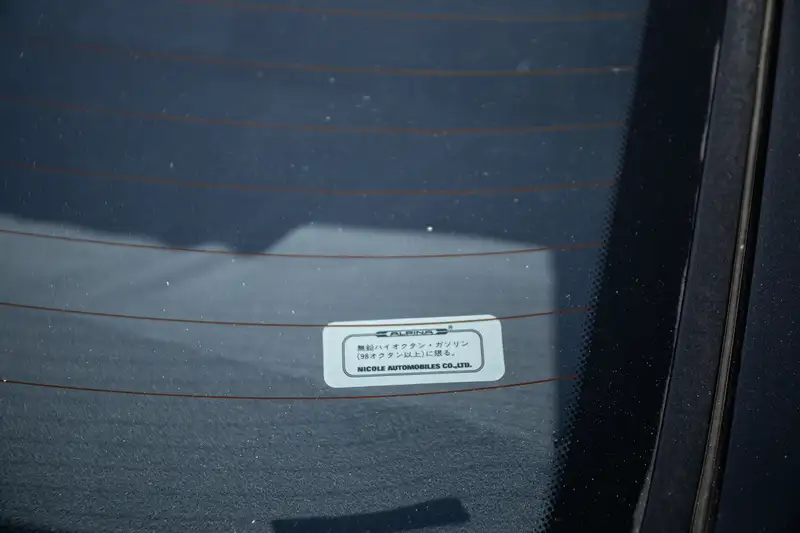 ALPINA®
無鉛ハイオクタン・ガソリン
(98オクタン以上)に限る。
NICOLE AUTOMOBILES CO.,LTD.